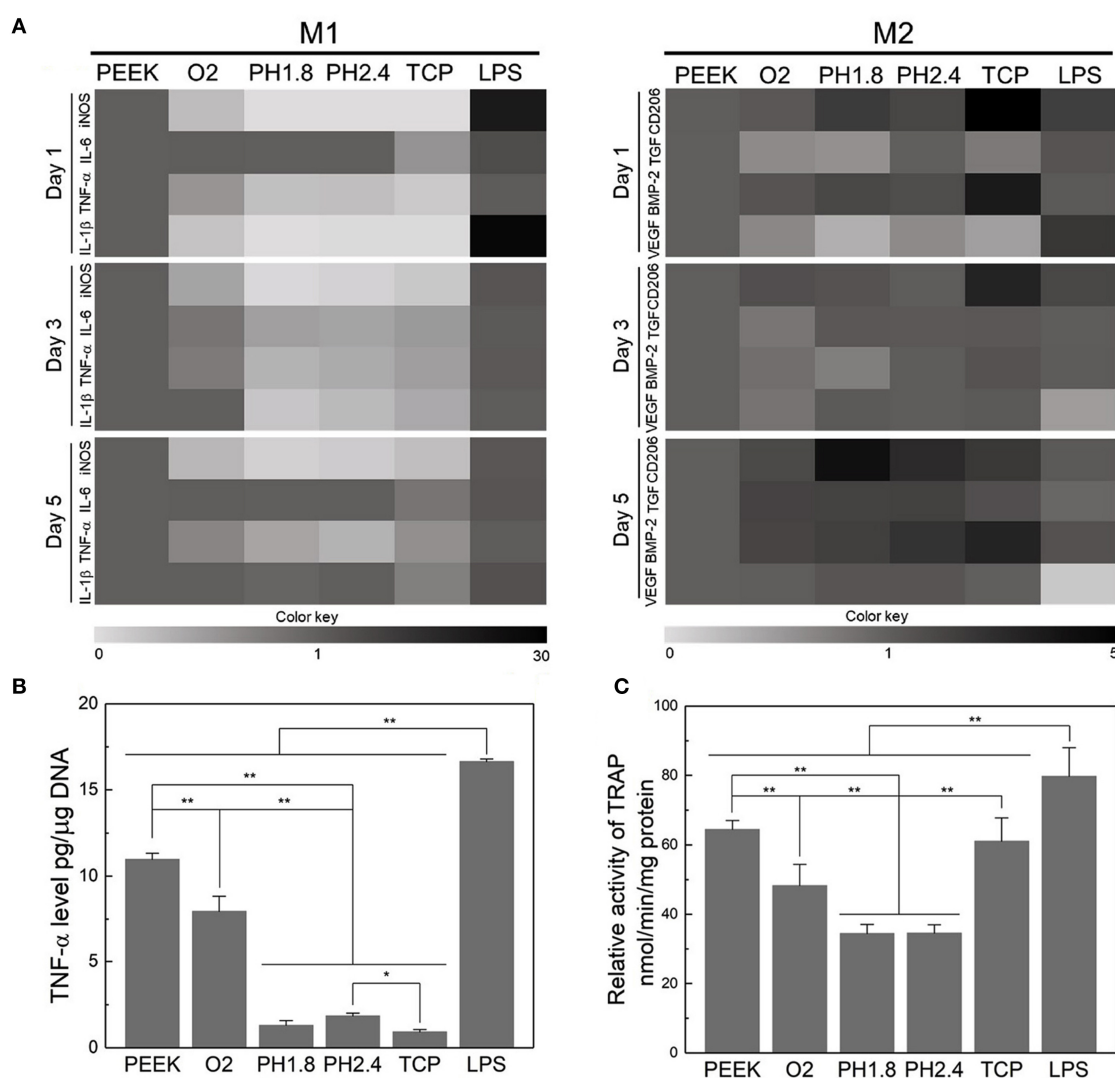 A
M1
PEEK O2 PH1.8 PH2.4 TCP LPS
Day 1
iNOS
IL-6
TNF-α
IL-1β
Day 3
iNOS
IL-6
TNF-α
IL-1β
Day 5
iNOS
IL-6
TNF-α
IL-1β
Color key
0 1 30
M2
PEEK O2 PH1.8 PH2.4 TCP LPS
Day 1
CD206
TGF
BMP-2
VEGF
Day 3
CD206
TGF
BMP-2
VEGF
Day 5
CD206
TGF
BMP-2
VEGF
Color key
0 1 5
B
TNF-α level pg/μg DNA
20
15
10
5
0
**
**
** **
*
PEEK O2 PH1.8 PH2.4 TCP LPS
C
Relative activity of TRAP
nmol/min/mg protein
100
80
60
40
20
0
**
**
** ** **
PEEK O2 PH1.8 PH2.4 TCP LPS